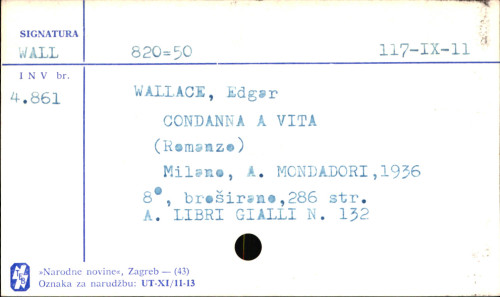 SIGNATURA
WALL 820=50 117-IX-11
INV br.
4.861
WALLACE, Edgar
CONDANNA A VITA
(Romanzo)
Milano, A. MONDADORI,1936
8°, broširano,286 str.
A. LIBRI GIALLI N. 132
»Narodne novine«, Zagreb — (43)
Oznaka za narudžbu: UT-XI/11-13